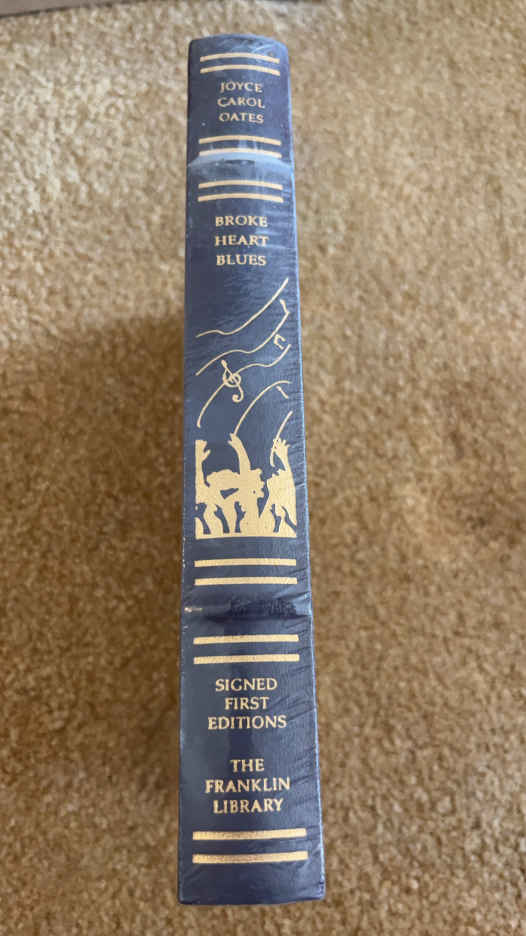 JOYCE
CAROL
OATES
BROKE
HEART
BLUES
SIGNED
FIRST
EDITIONS
THE
FRANKLIN
LIBRARY